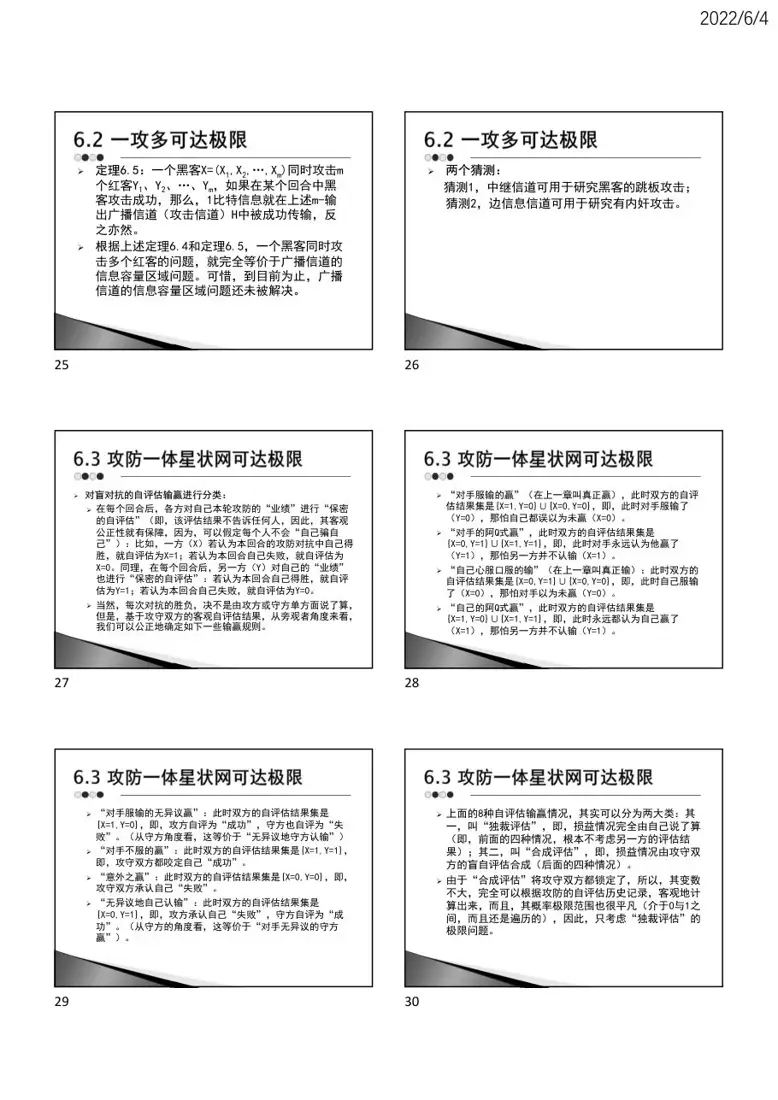 2022/6/4
6.2 一攻多可达极限
➢ 定理6.5：一个黑客X=(X₁,X₂,…,Xₘ)同时攻击m
个红客Y₁、Y₂、…、Yₘ，如果在某个回合中黑
客攻击成功，那么，1比特信息就在上述m-输
出广播信道（攻击信道）H中被成功传输，反
之亦然。
➢ 根据上述定理6.4和定理6.5，一个黑客同时攻
击多个红客的问题，就完全等价于广播信道的
信息容量区域问题。可惜，到目前为止，广播
信道的信息容量区域问题还未被解决。
25
6.2 一攻多可达极限
➢ 两个猜测：
猜测1，中继信道可用于研究黑客的跳板攻击；
猜测2，边信息信道可用于研究有内奸攻击。
26
6.3 攻防一体星状网可达极限
➢ 对盲对抗的自评估输赢进行分类：
➢ 在每个回合后，各方对自己本轮攻防的“业绩”进行“保密
的自评估”（即，该评估结果不告诉任何人，因此，其客观
公正性就有保障，因为，可以假定每个人不会“自己骗自
己”）：比如，一方（X）若认为本回合的攻防对抗中自己得
胜，就自评估为X=1；若认为本回合自己失败，就自评估为
X=0。同理，在每个回合后，另一方（Y）对自己的“业绩”
也进行“保密的自评估”：若认为本回合自己得胜，就自评
估为Y=1；若认为本回合自己失败，就自评估为Y=0。
➢ 当然，每次对抗的胜负，决不是由攻方或守方单方面说了算，
但是，基于攻守双方的客观自评估结果，从旁观者角度来看，
我们可以公正地确定如下一些输赢规则。
27
6.3 攻防一体星状网可达极限
➢ “对手服输的赢”（在上一章叫真正赢），此时双方的自评
估结果集是{X=1,Y=0}∪{X=0,Y=0}，即，此时对手服输了
（Y=0），那怕自己都误以为未赢（X=0）。
➢ “对手的阿Q式赢”，此时双方的自评估结果集是
{X=0,Y=1}∪{X=1,Y=1}，即，此时对手永远认为他赢了
（Y=1），那怕另一方并不认输（X=1）。
➢ “自己心服口服的输”（在上一章叫真正输）：此时双方的
自评估结果集是{X=0,Y=1}∪{X=0,Y=0}，即，此时自己服输
了（X=0），那怕对手以为未赢（Y=0）。
➢ “自己的阿Q式赢”，此时双方的自评估结果集是
{X=1,Y=0}∪{X=1,Y=1}，即，此时永远都认为自己赢了
（X=1），那怕另一方并不认输（Y=1）。
28
6.3 攻防一体星状网可达极限
➢ “对手服输的无异议赢”：此时双方的自评估结果集是
{X=1,Y=0}，即，攻方自评为“成功”，守方也自评为“失
败”。（从守方角度看，这等价于“无异议地守方认输”）
➢ “对手不服的赢”：此时双方的自评估结果集是{X=1,Y=1}，
即，攻守双方都咬定自己“成功”。
➢ “意外之赢”：此时双方的自评估结果集是{X=0,Y=0}，即，
攻守双方承认自己“失败”。
➢ “无异议地自己认输”：此时双方的自评估结果集是
{X=0,Y=1}，即，攻方承认自己“失败”，守方自评为“成
功”。（从守方的角度看，这等价于“对手无异议的守方
赢”）。
29
6.3 攻防一体星状网可达极限
➢ 上面的8种自评估输赢情况，其实可以分为两大类：其
一，叫“独裁评估”，即，损益情况完全由自己说了算
（即，前面的四种情况，根本不考虑另一方的评估结
果）；其二，叫“合成评估”，即，损益情况由攻守双
方的盲自评估合成（后面的四种情况）。
➢ 由于“合成评估”将攻守双方都锁定了，所以，其变数
不大，完全可以根据攻防的自评估历史记录，客观地计
算出来，而且，其概率极限范围也很平凡（介于0与1之
间，而且还是遍历的），因此，只考虑“独裁评估”的
极限问题。
30